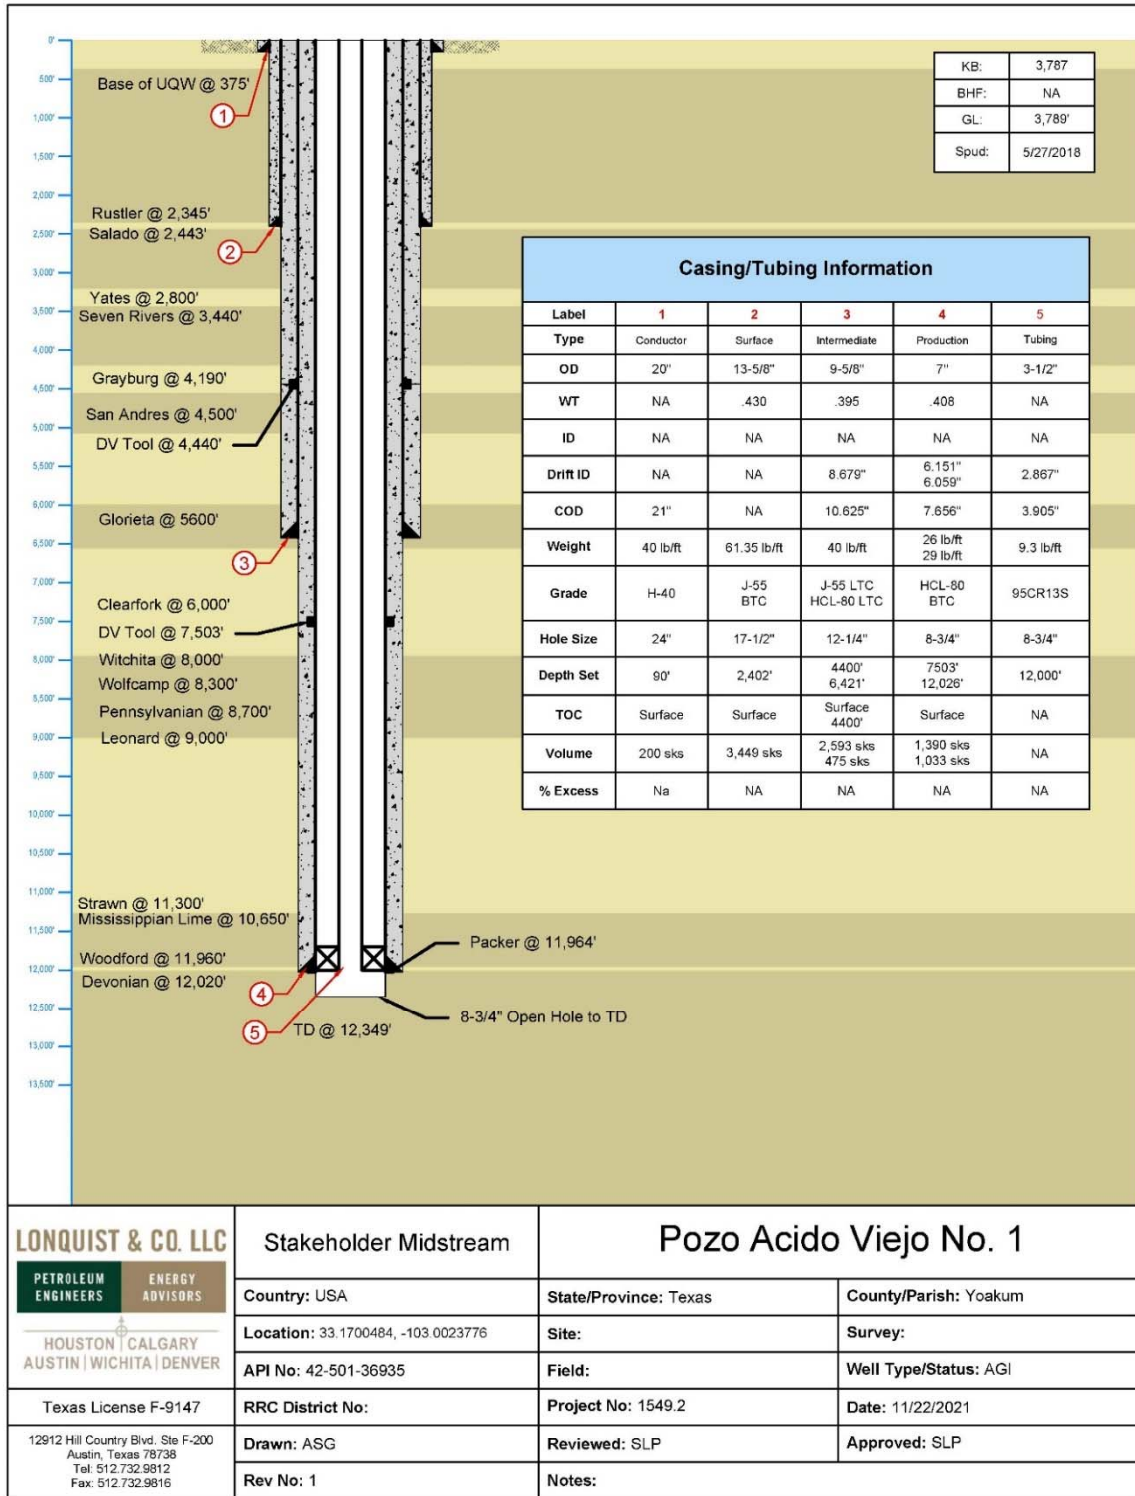 0'
500'
1,000'
1,500'
2,000'
2,500'
3,000'
3,500'
4,000'
4,500'
5,000'
5,500'
6,000'
6,500'
7,000'
7,500'
8,000'
8,500'
9,000'
9,500'
10,000'
10,500'
11,000'
11,500'
12,000'
12,500'
13,000'
13,500'
Base of UQW @ 375'
1
Rustler @ 2,345'
Salado @ 2,443'
2
Yates @ 2,800'
Seven Rivers @ 3,440'
Grayburg @ 4,190'
San Andres @ 4,500'
DV Tool @ 4,440'
Glorieta @ 5600'
3
Clearfork @ 6,000'
DV Tool @ 7,503'
Witchita @ 8,000'
Wolfcamp @ 8,300'
Pennsylvanian @ 8,700'
Leonard @ 9,000'
Strawn @ 11,300'
Mississippian Lime @ 10,650'
Woodford @ 11,960'
Devonian @ 12,020'
4
5
TD @ 12,349'
Packer @ 11,964'
8-3/4" Open Hole to TD
KB: 3,787
BHF: NA
GL: 3,789'
Spud: 5/27/2018
Casing/Tubing Information
Label 1 2 3 4 5
Type Conductor Surface Intermediate Production Tubing
OD 20" 13-5/8" 9-5/8" 7" 3-1/2"
WT NA .430 .395 .408 NA
ID NA NA NA NA NA
Drift ID NA NA 8.679" 6.151" 6.059" 2.867"
COD 21" NA 10.625" 7.656" 3.905"
Weight 40 lb/ft 61.35 lb/ft 40 lb/ft 26 lb/ft 29 lb/ft 9.3 lb/ft
Grade H-40 J-55 BTC J-55 LTC HCL-80 LTC HCL-80 BTC 95CR13S
Hole Size 24" 17-1/2" 12-1/4" 8-3/4" 8-3/4"
Depth Set 90' 2,402' 4400' 6,421' 7503' 12,026' 12,000'
TOC Surface Surface Surface 4400' Surface NA
Volume 200 sks 3,449 sks 2,593 sks 475 sks 1,390 sks 1,033 sks NA
% Excess Na NA NA NA NA
LONQUIST & CO. LLC
PETROLEUM ENGINEERS
ENERGY ADVISORS
HOUSTON | CALGARY
AUSTIN | WICHITA | DENVER
Texas License F-9147
12912 Hill Country Blvd. Ste F-200
Austin, Texas 78738
Tel: 512.732.9812
Fax: 512.732.9816
Stakeholder Midstream
Pozo Acido Viejo No. 1
Country: USA
State/Province: Texas
County/Parish: Yoakum
Location: 33.1700484, -103.0023776
Site:
Survey:
API No: 42-501-36935
Field:
Well Type/Status: AGI
RRC District No:
Project No: 1549.2
Date: 11/22/2021
Drawn: ASG
Reviewed: SLP
Approved: SLP
Rev No: 1
Notes: